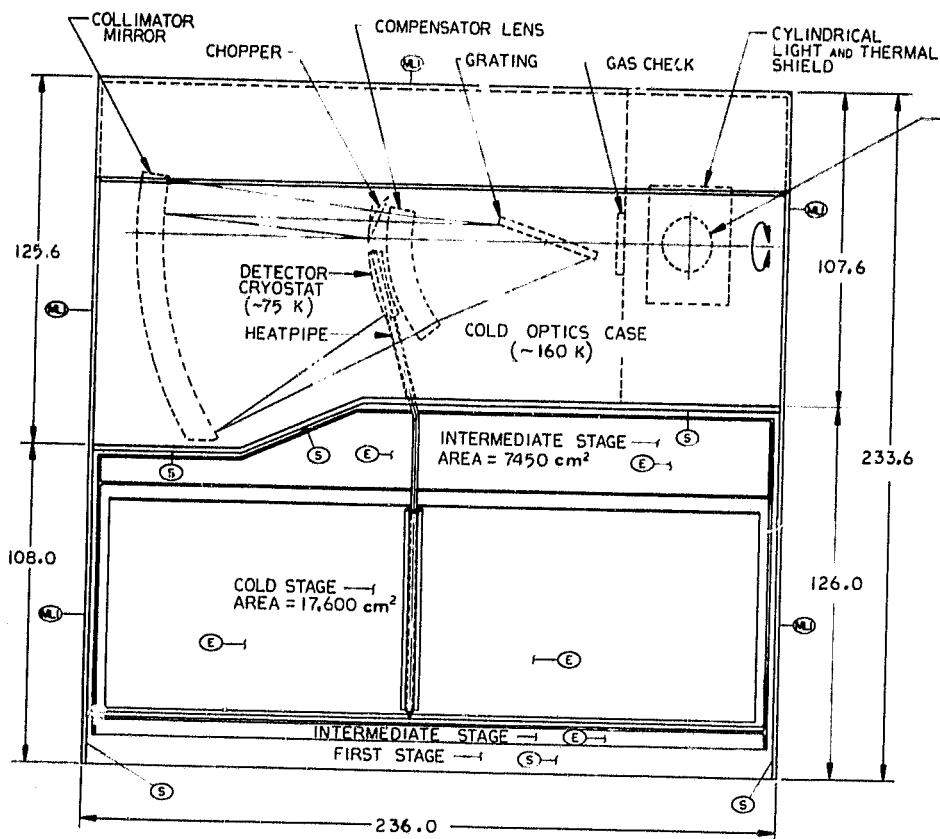 COLLIMATOR
MIRROR
CHOPPER
COMPENSATOR LENS
GRATING
GAS CHECK
CYLINDRICAL
LIGHT AND THERMAL
SHIELD
MLI
MLI
125.6
107.6
DETECTOR
CRYOSTAT
(~75 K)
HEATPIPE
COLD OPTICS CASE
(~160 K)
MLI
INTERMEDIATE STAGE
AREA = 7450 cm²
S
S
S
E
E
233.6
108.0
126.0
COLD STAGE
AREA = 17,600 cm²
MLI
MLI
E
E
INTERMEDIATE STAGE
E
FIRST STAGE
S
S
S
236.0